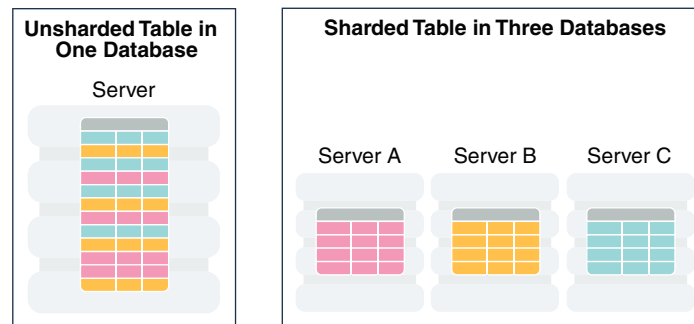 Unsharded Table in
One Database
Server
Sharded Table in Three Databases
Server A
Server B
Server C